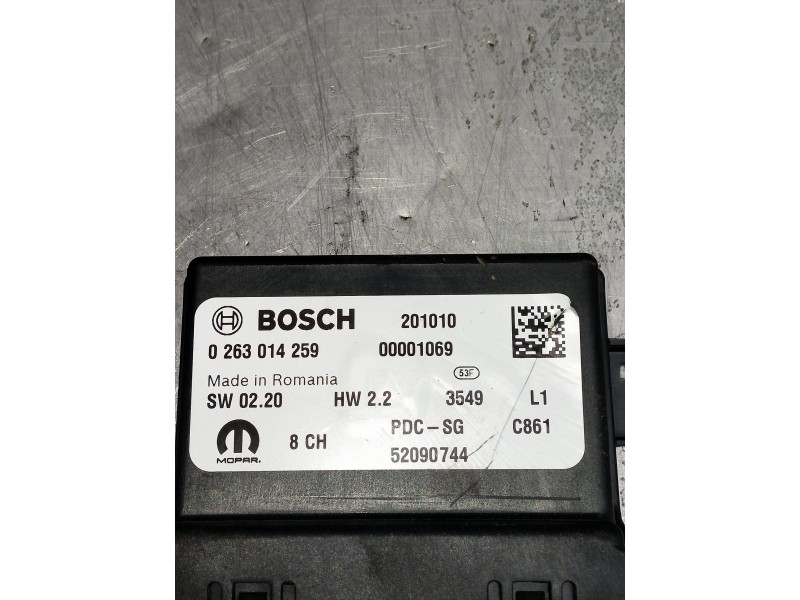 BOSCH 201010
0 263 014 259 00001069
Made in Romania 53F
SW 02.20 HW 2.2 3549 L1
8 CH PDC-SG C861
MOPAR. 52090744